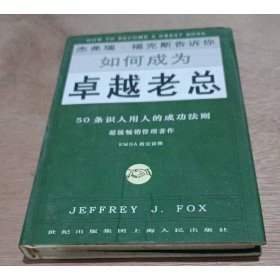 HOW TO BECOME A GREAT BOSS
杰弗瑞·福克斯告诉你
如何成为
卓越老总
50条识人用人的成功法则
超级畅销管理著作
EMBA指定读物
JEFFREY J. FOX
世纪出版集团上海人民出版社